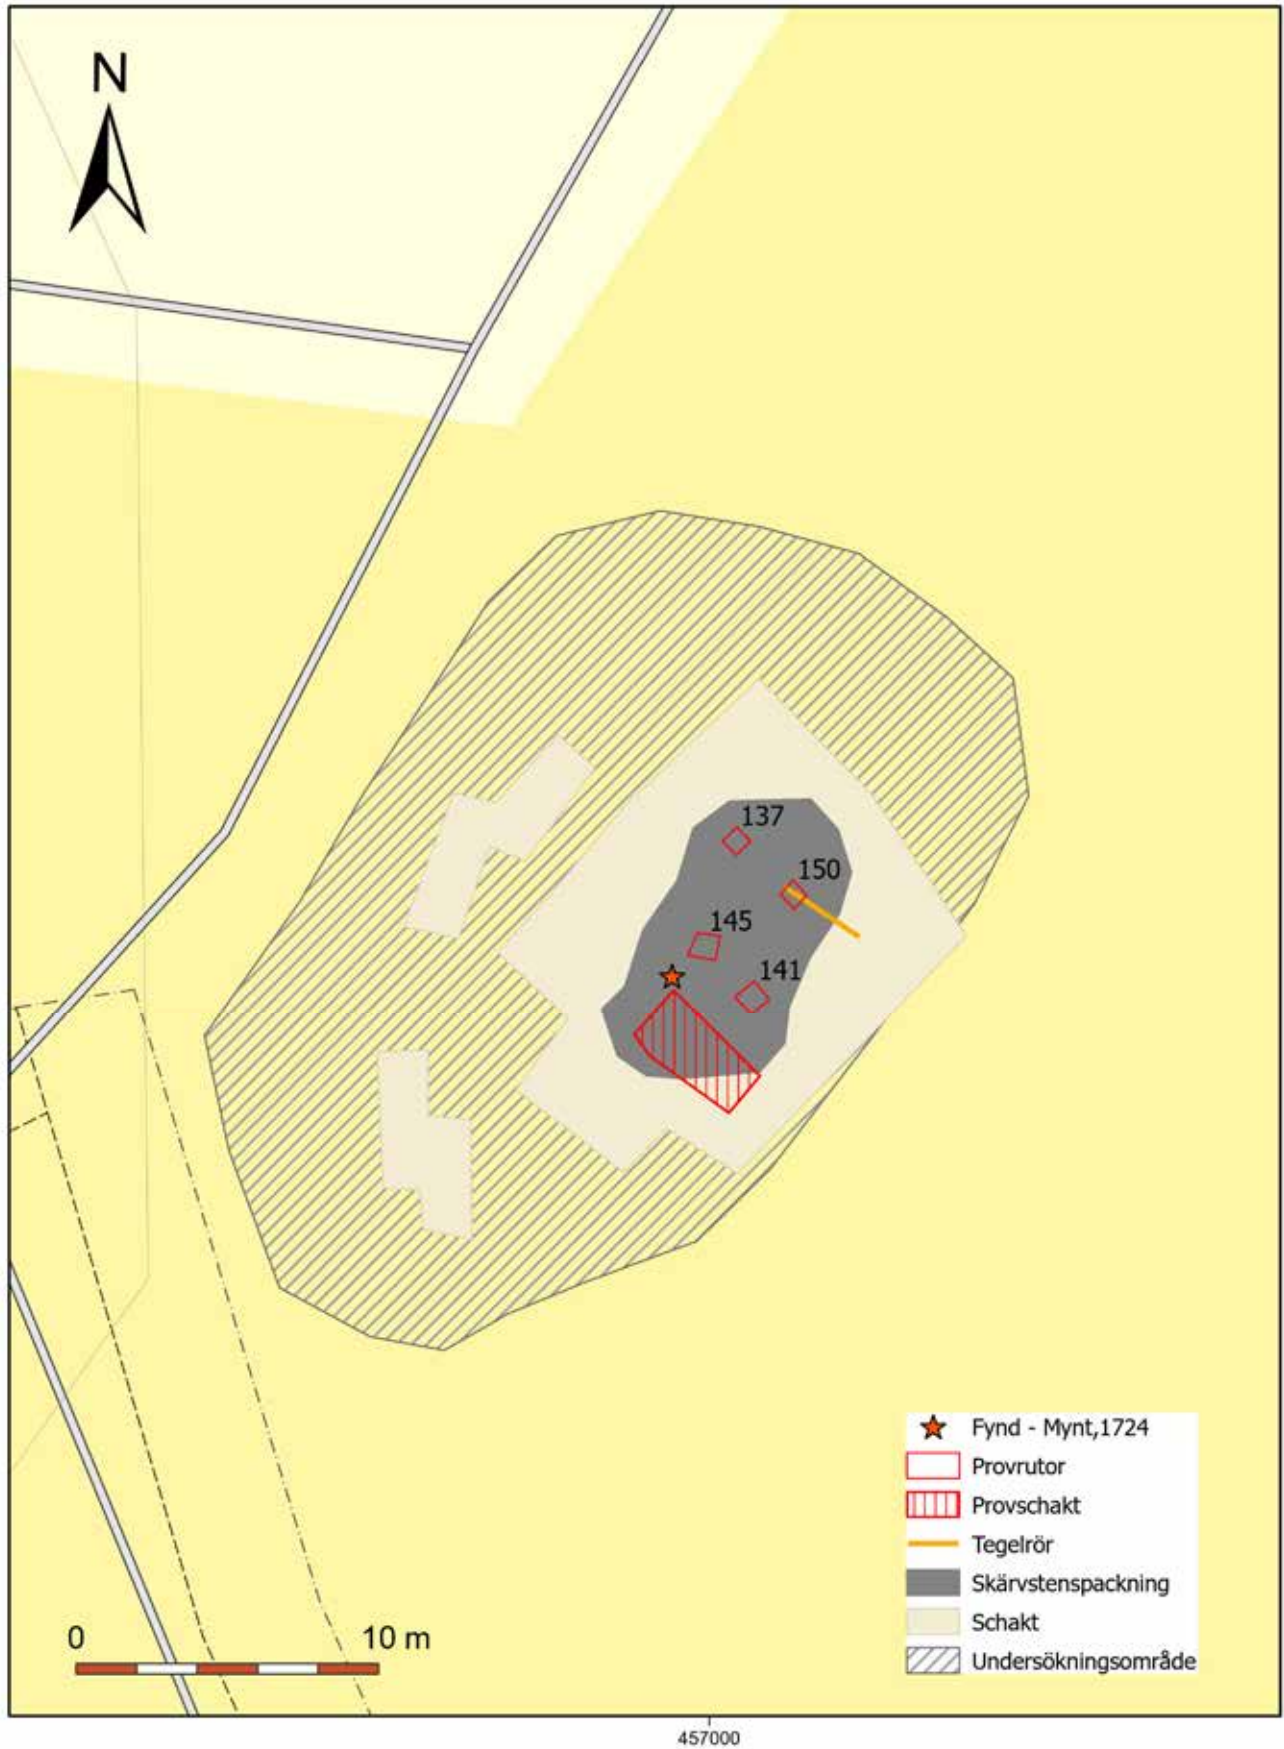 N
137
150
145
141
Fynd - Mynt,1724
Provrutor
Provschakt
Tegelrör
Skärvstenspackning
Schakt
Undersökningsområde
0 10 m
457000